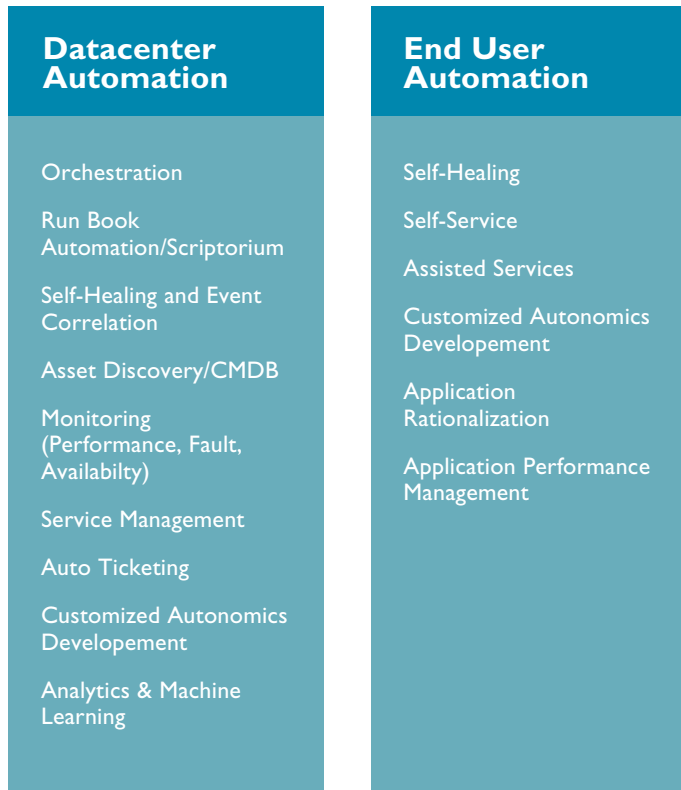 Datacenter
Automation
Orchestration
Run Book
Automation/Scriptorium
Self-Healing and Event
Correlation
Asset Discovery/CMDB
Monitoring
(Performance, Fault,
Availabilty)
Service Management
Auto Ticketing
Customized Autonomics
Developement
Analytics & Machine
Learning
End User
Automation
Self-Healing
Self-Service
Assisted Services
Customized Autonomics
Developement
Application
Rationalization
Application Performance
Management